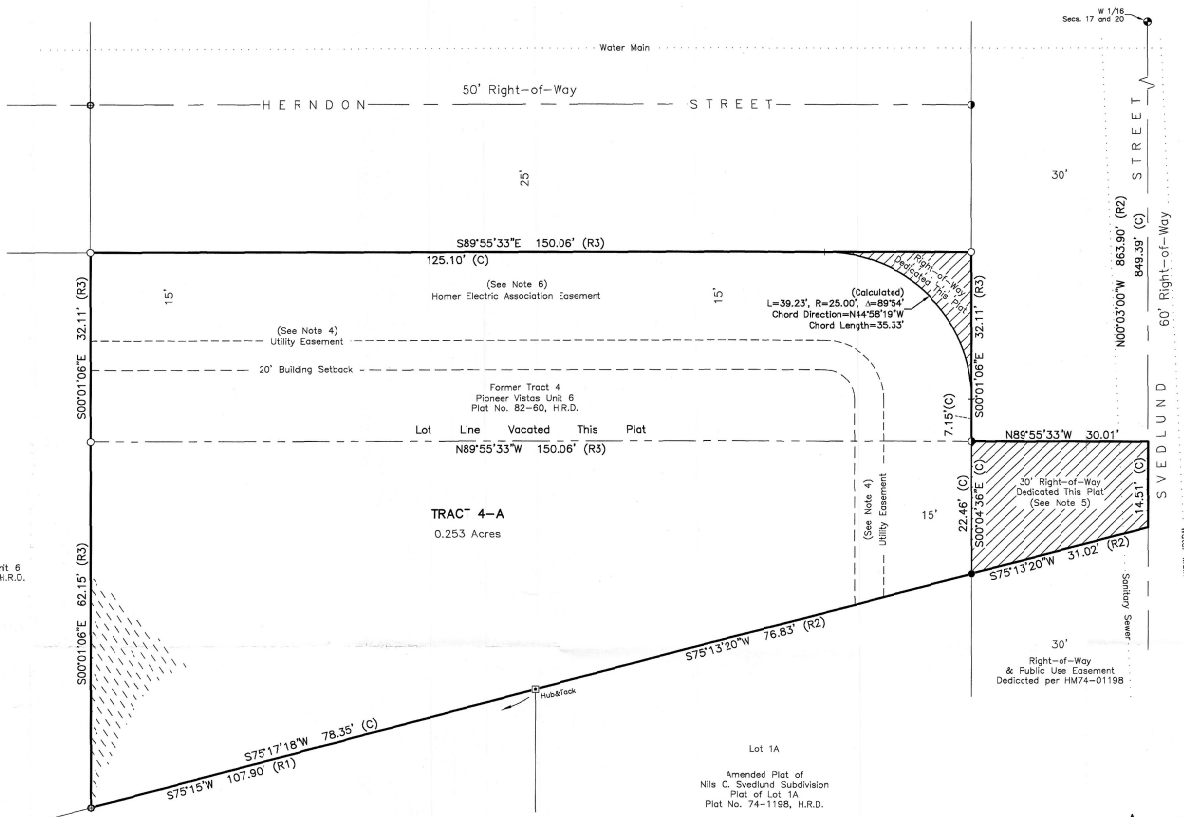 W 1/16
Secs. 17 and 20
Water Main
50' Right-of-Way
HERNDON STREET
25'
30'
S89°55'33"E 150.06' (R3)
125.10' (C)
(See Note 6)
Homer Electric Association Easement
15'
15'
Right-of-Way
Dedicated This Plat
(Calculated)
L=39.23', R=25.00', Δ=89°54'
Chord Direction=N44°58'19"W
Chord Length=35.33'
S00°01'06"E 32.11' (R3)
S00°01'06"E 32.11' (R3)
N00°03'00"W 863.90' (R2)
849.39' (C)
SVEDLUND STREET
60' Right-of-Way
(See Note 4)
Utility Easement
20' Building Setback
Former Tract 4
Pioneer Vistas Unit 6
Plat No. 82-60, H.R.D.
7.15'(C)
Lot Line Vacated This Plat
N89°55'33"W 150.06' (R3)
N89°55'33"W 30.01'
30' Right-of-Way
Dedicated This Plat
(See Note 5)
14.51' (C)
22.46' (C)
S00°04'36"E (C)
(See Note 4)
Utility Easement
15'
TRACT 4-A
0.253 Acres
S75°13'20"W 31.02' (R2)
nit 6
H.R.D.
S00°01'06"E 62.15' (R3)
S75°13'20"W 76.83' (R2)
Sanitary Sewer
30'
Right-of-Way
& Public Use Easement
Dedicted per HM74-01198
Hub&Tack
S75°17'18"W 78.35' (C)
S75°15'W 107.90' (R1)
Lot 1A
Amended Plat of
Nils C. Svedlund Subdivision
Plat of Lot 1A
Plat No. 74-1198, H.R.D.